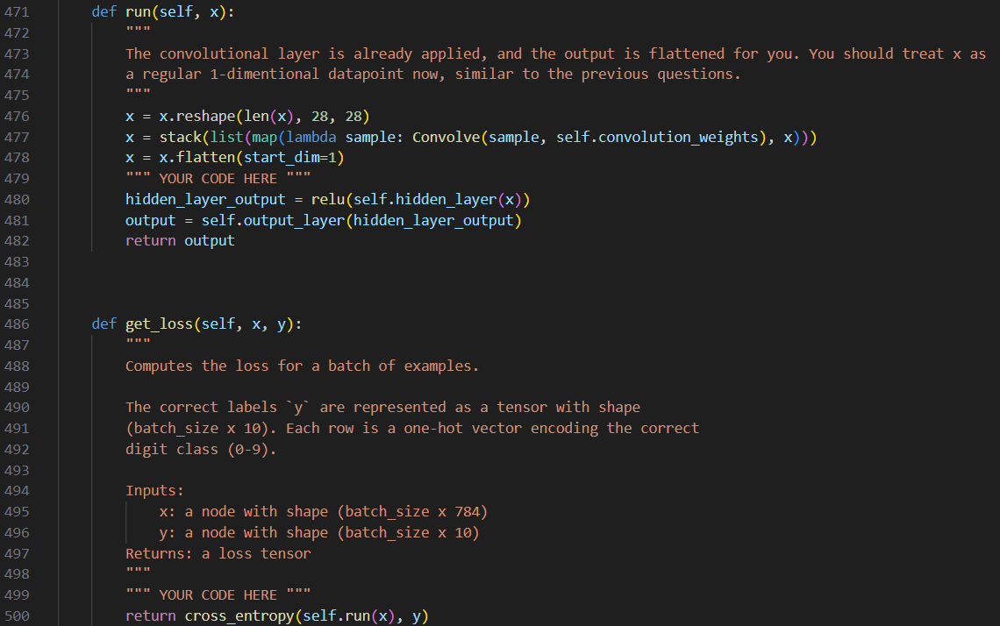 471 def run(self, x):
472 """
473 The convolutional layer is already applied, and the output is flattened for you. You should treat x as
474 a regular 1-dimentional datapoint now, similar to the previous questions.
475 """
476 x = x.reshape(len(x), 28, 28)
477 x = stack(list(map(lambda sample: Convolve(sample, self.convolution_weights), x)))
478 x = x.flatten(start_dim=1)
479 """ YOUR CODE HERE """
480 hidden_layer_output = relu(self.hidden_layer(x))
481 output = self.output_layer(hidden_layer_output)
482 return output
483
484
485
486 def get_loss(self, x, y):
487 """
488 Computes the loss for a batch of examples.
489
490 The correct labels `y` are represented as a tensor with shape
491 (batch_size x 10). Each row is a one-hot vector encoding the correct
492 digit class (0-9).
493
494 Inputs:
495 x: a node with shape (batch_size x 784)
496 y: a node with shape (batch_size x 10)
497 Returns: a loss tensor
498 """
499 """ YOUR CODE HERE """
500 return cross_entropy(self.run(x), y)